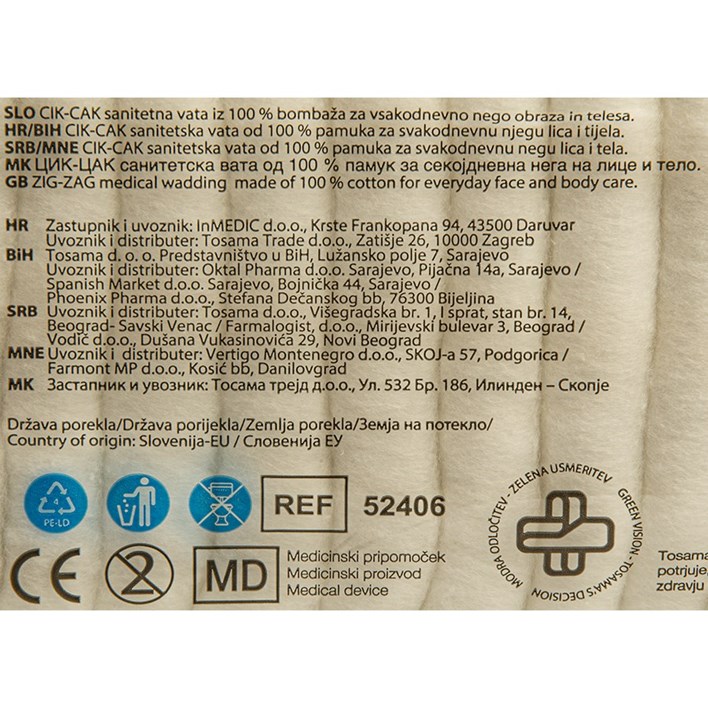 SLO CIK-CAK sanitetna vata iz 100 % bombaža za vsakodnevno nego obraza in telesa.
HR/BIH CIK-CAK sanitetska vata od 100 % pamuka za svakodnevnu njegu lica i tijela.
SRB/MNE CIK-CAK sanitetska vata od 100 % pamuka za svakodnevnu negu lica i tela.
MK ЦИК-ЦАК санитетска вата од 100 % памук за секојдневна нега на лице и тело.
GB ZIG-ZAG medical wadding made of 100 % cotton for everyday face and body care.
HR Zastupnik i uvoznik: InMEDIC d.o.o., Krste Frankopana 94, 43500 Daruvar
Uvoznik i distributer: Tosama Trade d.o.o., Zatišje 26, 10000 Zagreb
BiH Tosama d. o. o. Predstavništvo u BiH, Lužansko polje 7, Sarajevo
Uvoznik i distributer: Oktal Pharma d.o.o. Sarajevo, Pijačna 14a, Sarajevo /
Spanish Market d.o.o. Sarajevo, Bojnička 44, Sarajevo /
Phoenix Pharma d.o.o., Stefana Dečanskog bb, 76300 Bijeljina
SRB Uvoznik i distributer: Tosama d.o.o., Višegradska br. 1, I sprat, stan br. 14,
Beograd- Savski Venac / Farmalogist, d.o.o., Mirijevski bulevar 3, Beograd /
Vodič d.o.o., Dušana Vukasinovića 29, Novi Beograd
MNE Uvoznik i distributer: Vertigo Montenegro d.o.o., SKOJ-a 57, Podgorica /
Farmont MP d.o.o., Kosić bb, Danilovgrad
MK Застапник и увозник: Тосама трејд д.о.о., Ул. 532 Бр. 186, Илинден – Скопје
Država porekla/Država porijekla/Zemlja porekla/Земја на потекло/
Country of origin: Slovenija-EU / Словенија ЕУ
4
PE-LD
REF 52406
CE
2
MD
Medicinski pripomoček
Medicinski proizvod
Medical device
MODRA ODLOČITEV - ZELENA USMERITEV
GREEN VISION - TOSAMA'S DECISION
Tosama
potrjuje,
zdravju